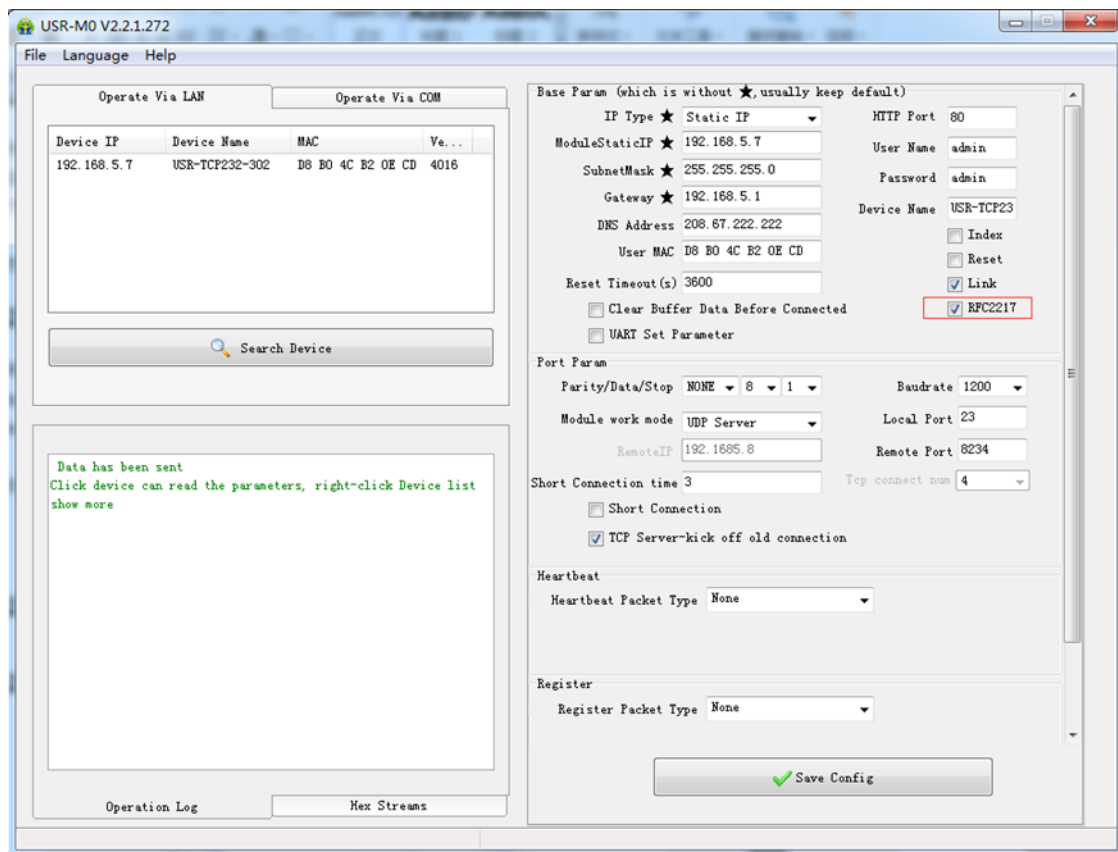 USR-M0 V2.2.1.272
File Language Help
Operate Via LAN
Operate Via COM
Device IP Device Name MAC Ve...
192.168.5.7 USR-TCP232-302 D8 B0 4C B2 0E CD 4016
Search Device
Data has been sent
Click device can read the parameters, right-click Device list
show more
Operation Log
Hex Streams
Base Param (which is without ★,usually keep default)
IP Type ★ Static IP
HTTP Port 80
ModuleStaticIP ★ 192.168.5.7
User Name admin
SubnetMask ★ 255.255.255.0
Password admin
Gateway ★ 192.168.5.1
Device Name USR-TCP23
DNS Address 208.67.222.222
Index
User MAC D8 B0 4C B2 0E CD
Reset
Reset Timeout(s) 3600
Link
Clear Buffer Data Before Connected
RFC2217
UART Set Parameter
Port Param
Parity/Data/Stop NONE 8 1
Baudrate 1200
Module work mode UDP Server
Local Port 23
RemoteIP 192.1685.8
Remote Port 8234
Short Connection time 3
Tcp connect num 4
Short Connection
TCP Server-kick off old connection
Heartbeat
Heartbeat Packet Type None
Register
Register Packet Type None
Save Config